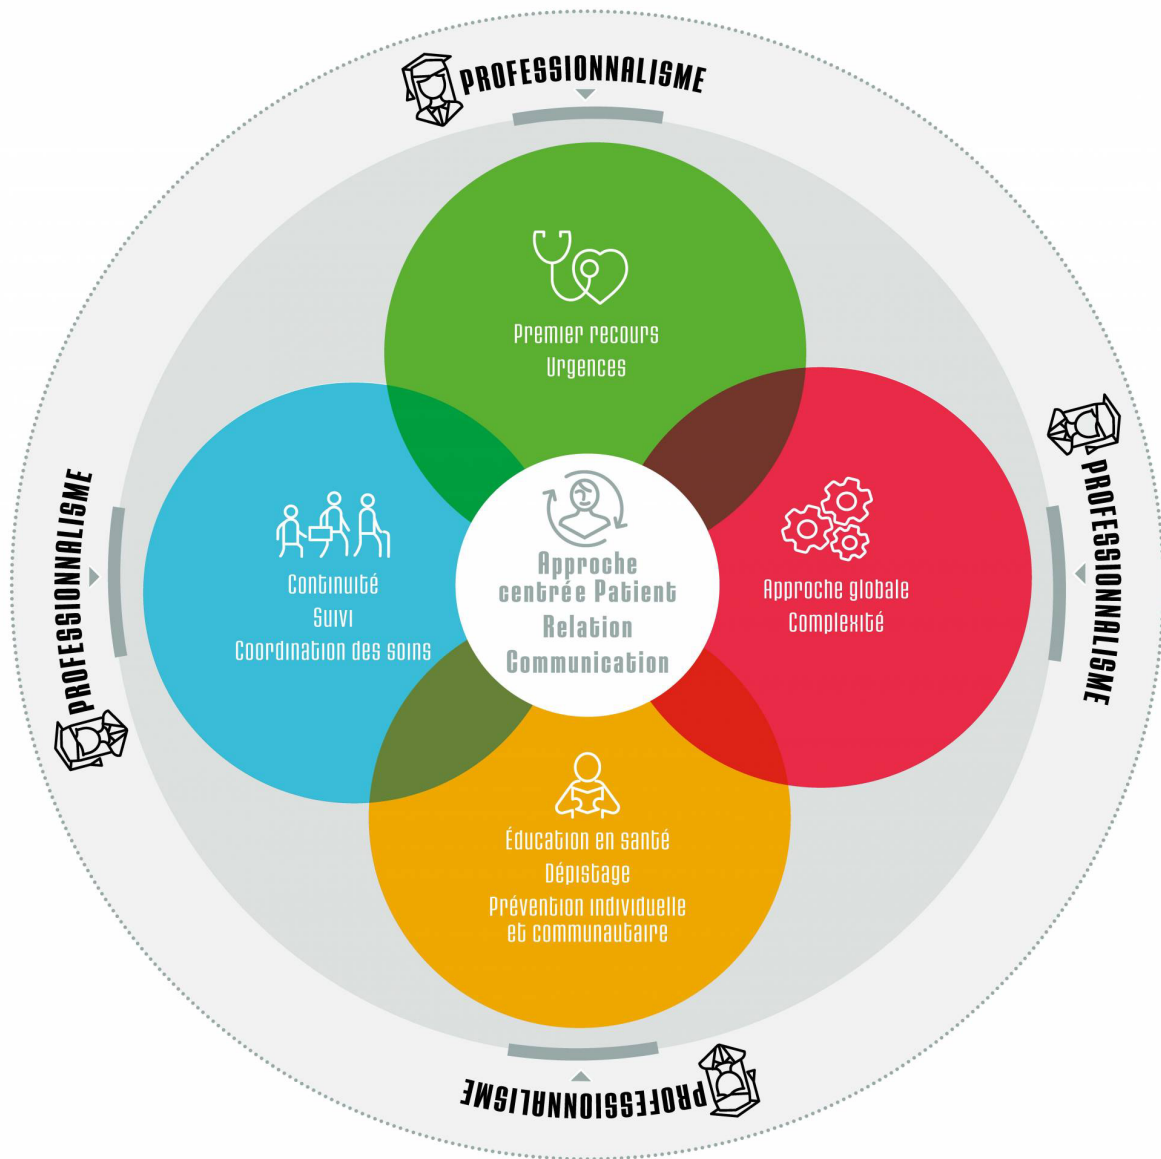 PROFESSIONNALISME
Premier recours
Urgences
PROFESSIONNALISME
Continuité
Suivi
Coordination des soins
Approche
centrée Patient
Relation
Communication
Approche globale
Complexité
PROFESSIONNALISME
Éducation en santé
Dépistage
Prévention individuelle
et communautaire
PROFESSIONNALISME